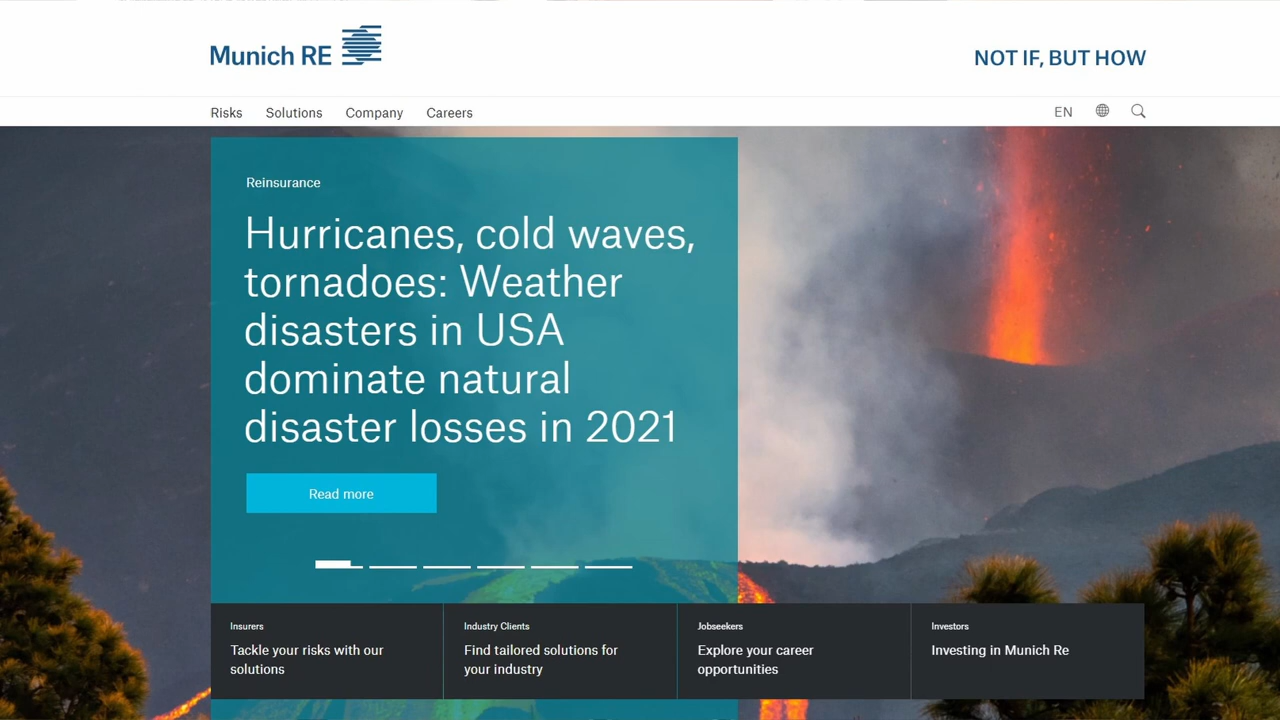 Munich RE
NOT IF, BUT HOW
Risks Solutions Company Careers
EN
Reinsurance
Hurricanes, cold waves,
tornadoes: Weather
disasters in USA
dominate natural
disaster losses in 2021
Read more
Insurers
Tackle your risks with our
solutions
Industry Clients
Find tailored solutions for
your industry
Jobseekers
Explore your career
opportunities
Investors
Investing in Munich Re